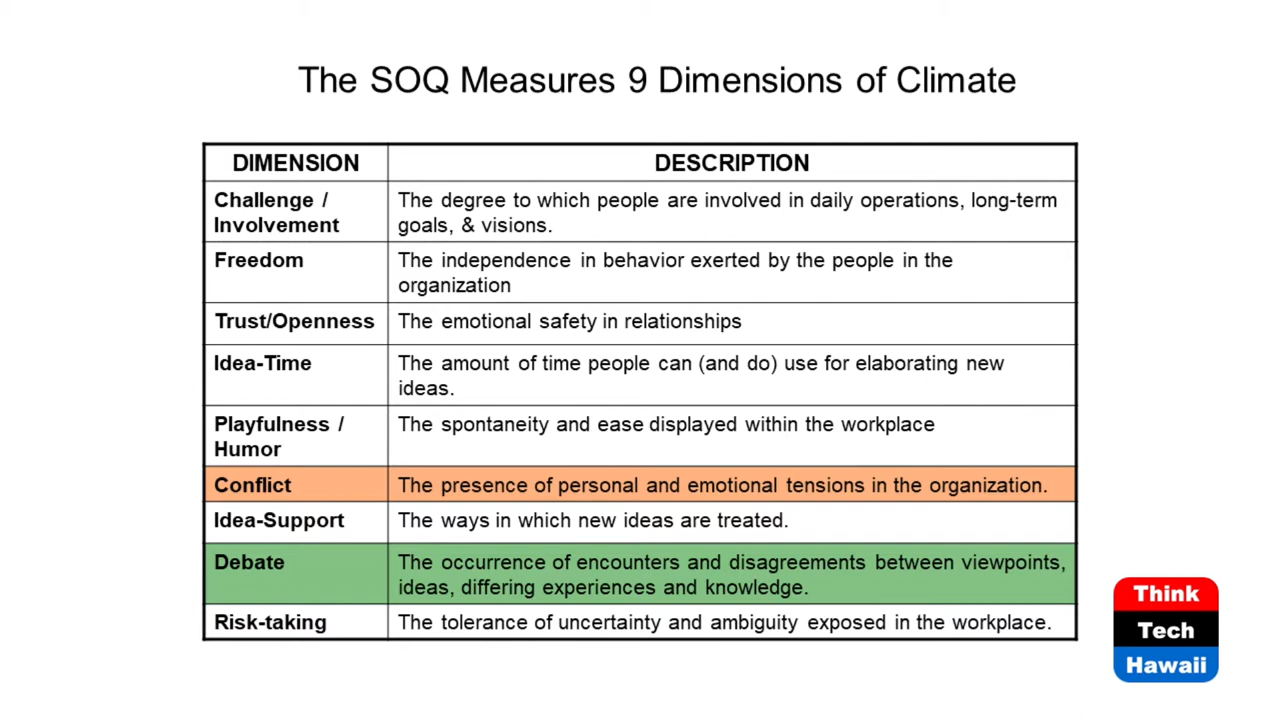 The SOQ Measures 9 Dimensions of Climate
DIMENSION
DESCRIPTION
Challenge /
Involvement
The degree to which people are involved in daily operations, long-term
goals, & visions.
Freedom
The independence in behavior exerted by the people in the
organization
Trust/Openness
The emotional safety in relationships
Idea-Time
The amount of time people can (and do) use for elaborating new
ideas.
Playfulness /
Humor
The spontaneity and ease displayed within the workplace
Conflict
The presence of personal and emotional tensions in the organization.
Idea-Support
The ways in which new ideas are treated.
Debate
The occurrence of encounters and disagreements between viewpoints,
ideas, differing experiences and knowledge.
Risk-taking
The tolerance of uncertainty and ambiguity exposed in the workplace.
Think
Tech
Hawaii